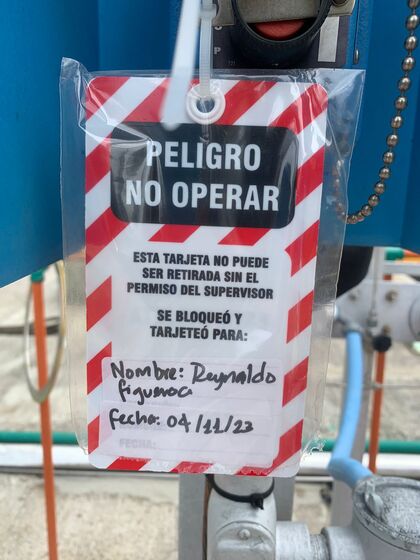 PELIGRO
NO OPERAR
ESTA TARJETA NO PUEDE
SER RETIRADA SIN EL
PERMISO DEL SUPERVISOR
SE BLOQUEÓ Y
TARJETEÓ PARA:
Nombre: Reynaldo
figueroa
fecha: 04/11/23
FECHA: